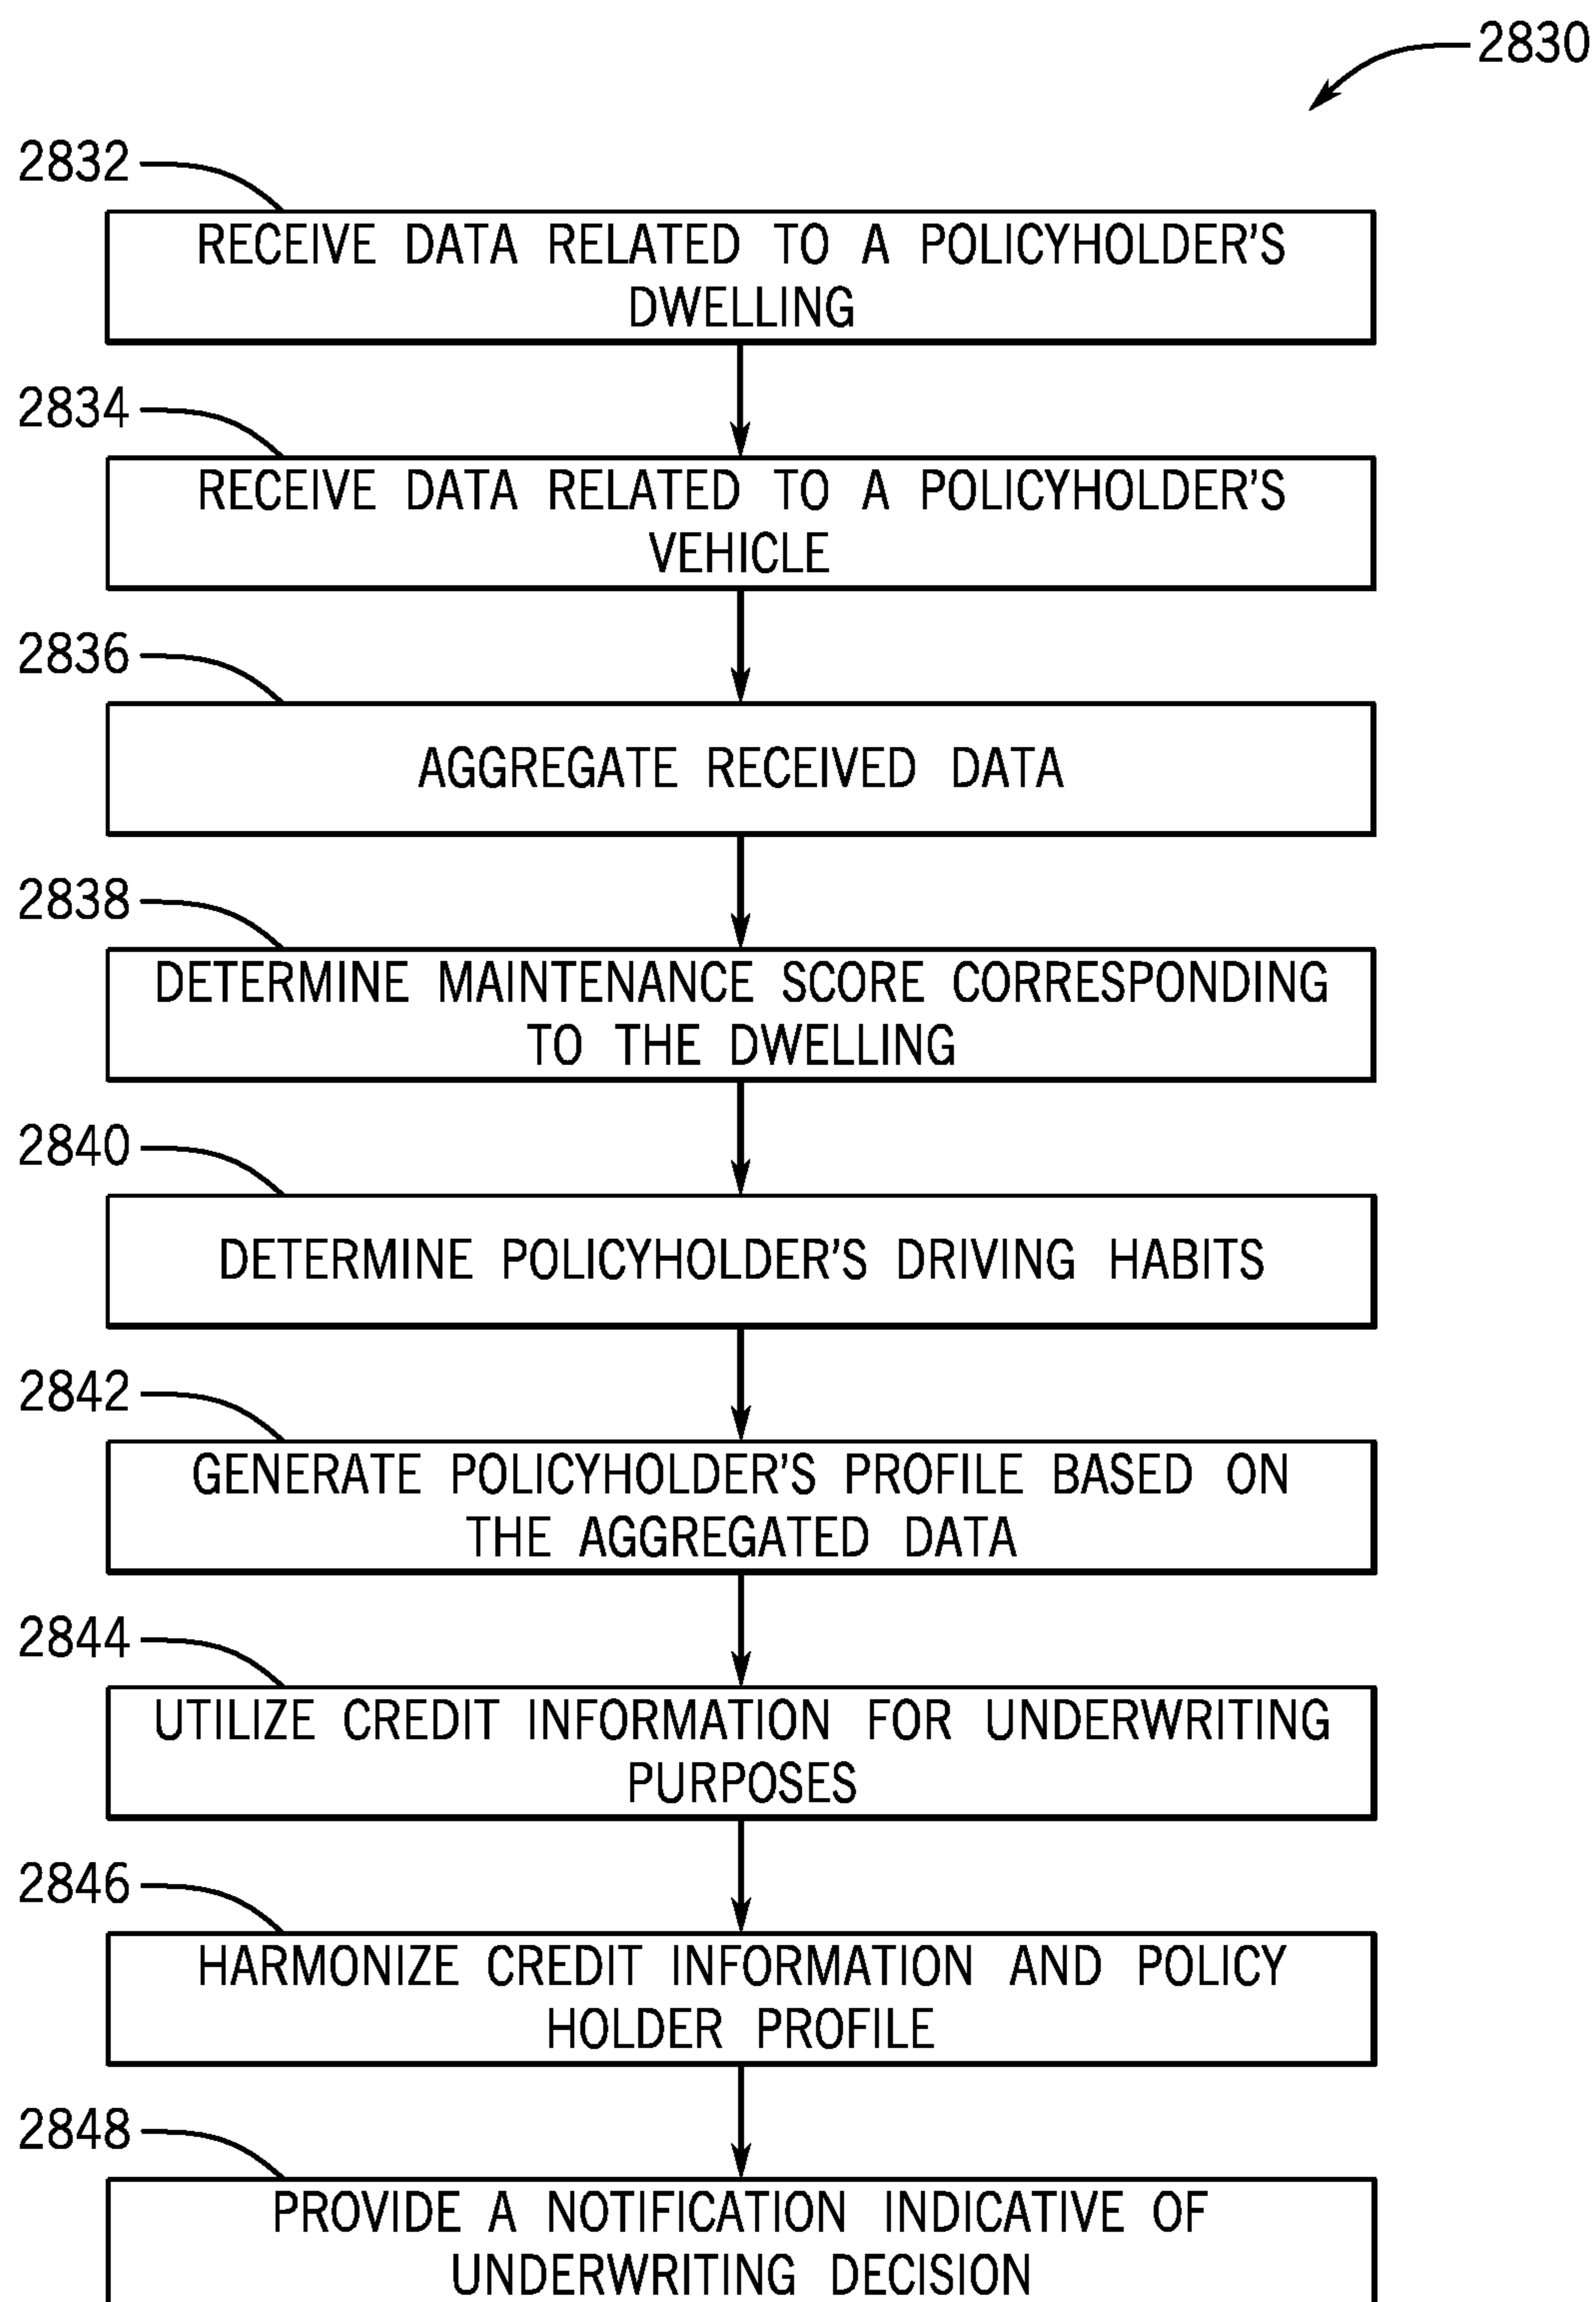 2830
2832
RECEIVE DATA RELATED TO A POLICYHOLDER'S
DWELLING
2834
RECEIVE DATA RELATED TO A POLICYHOLDER'S
VEHICLE
2836
AGGREGATE RECEIVED DATA
2838
DETERMINE MAINTENANCE SCORE CORRESPONDING
TO THE DWELLING
2840
DETERMINE POLICYHOLDER'S DRIVING HABITS
2842
GENERATE POLICYHOLDER'S PROFILE BASED ON
THE AGGREGATED DATA
2844
UTILIZE CREDIT INFORMATION FOR UNDERWRITING
PURPOSES
2846
HARMONIZE CREDIT INFORMATION AND POLICY
HOLDER PROFILE
2848
PROVIDE A NOTIFICATION INDICATIVE OF
UNDERWRITING DECISION